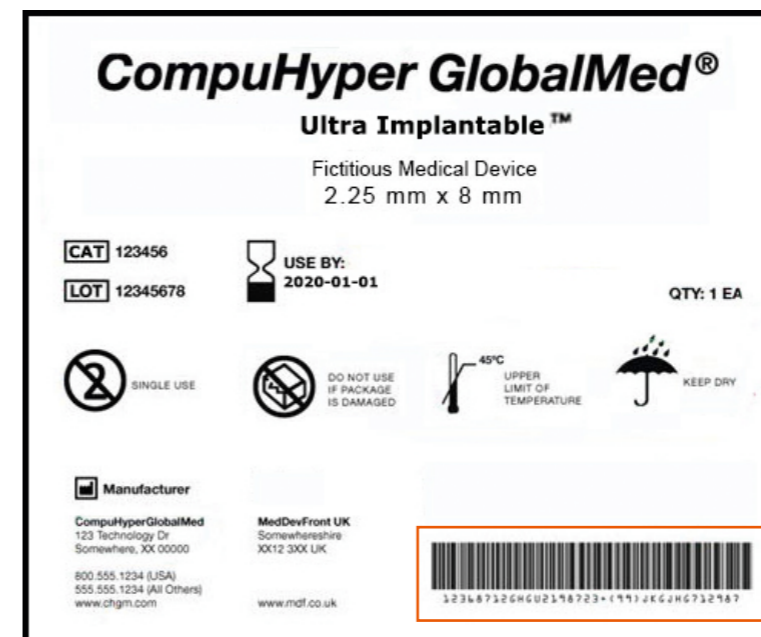 CompuHyper GlobalMed®
Ultra Implantable™
Fictitious Medical Device
2.25 mm x 8 mm
CAT 123456
LOT 12345678
USE BY:
2020-01-01
QTY: 1 EA
2
SINGLE USE
DO NOT USE
IF PACKAGE
IS DAMAGED
45°C
UPPER
LIMIT OF
TEMPERATURE
KEEP DRY
Manufacturer
CompuHyperGlobalMed
123 Technology Dr
Somewhere, XX 00000
800.555.1234 (USA)
555.555.1234 (All Others)
www.chgm.com
MedDevFront UK
Somewhereshire
XX12 3XX UK
www.mdf.co.uk